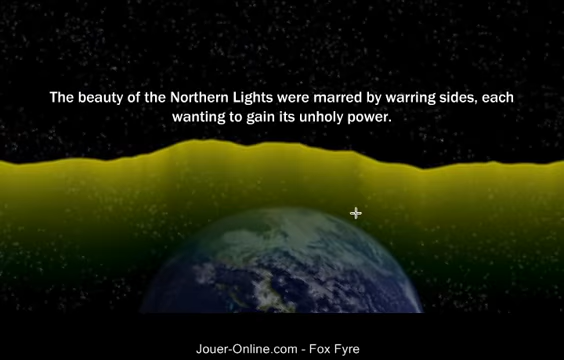 The beauty of the Northern Lights were marred by warring sides, each
wanting to gain its unholy power.
Jouer-Online.com - Fox Fyre